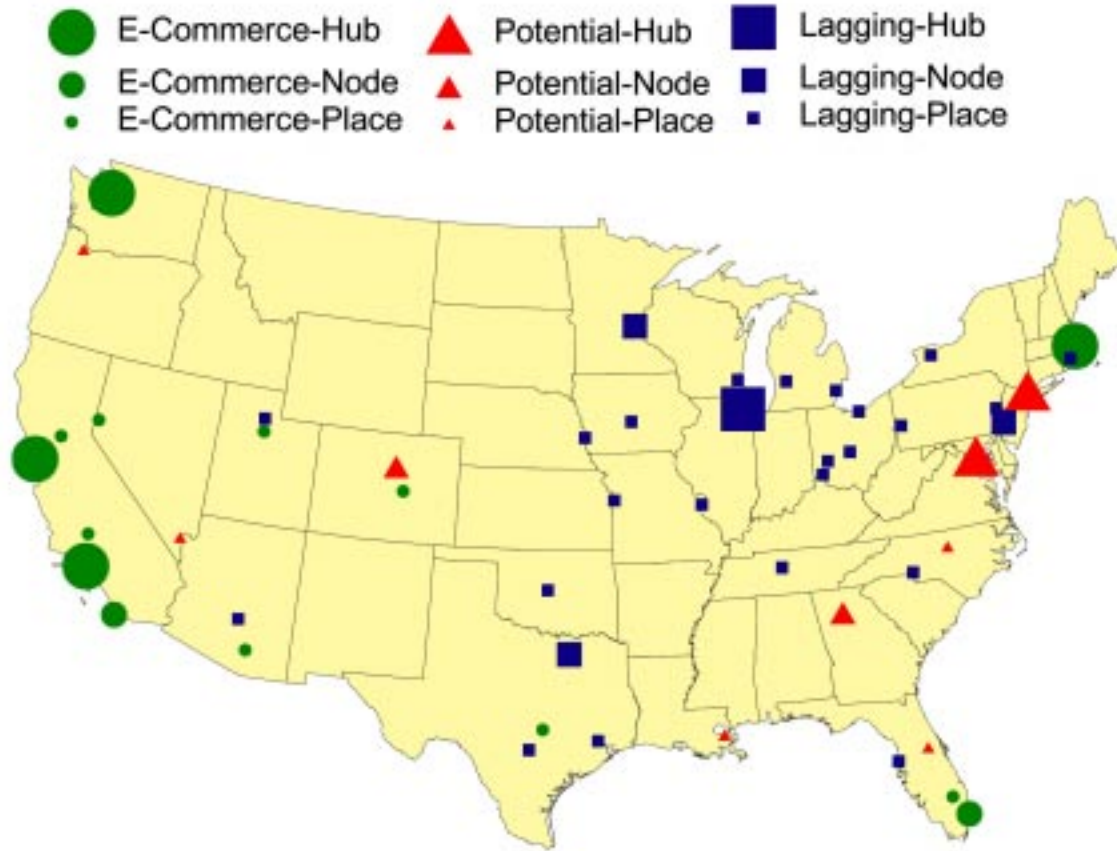 E-Commerce-Hub Potential-Hub Lagging-Hub
E-Commerce-Node Potential-Node Lagging-Node
E-Commerce-Place Potential-Place Lagging-Place